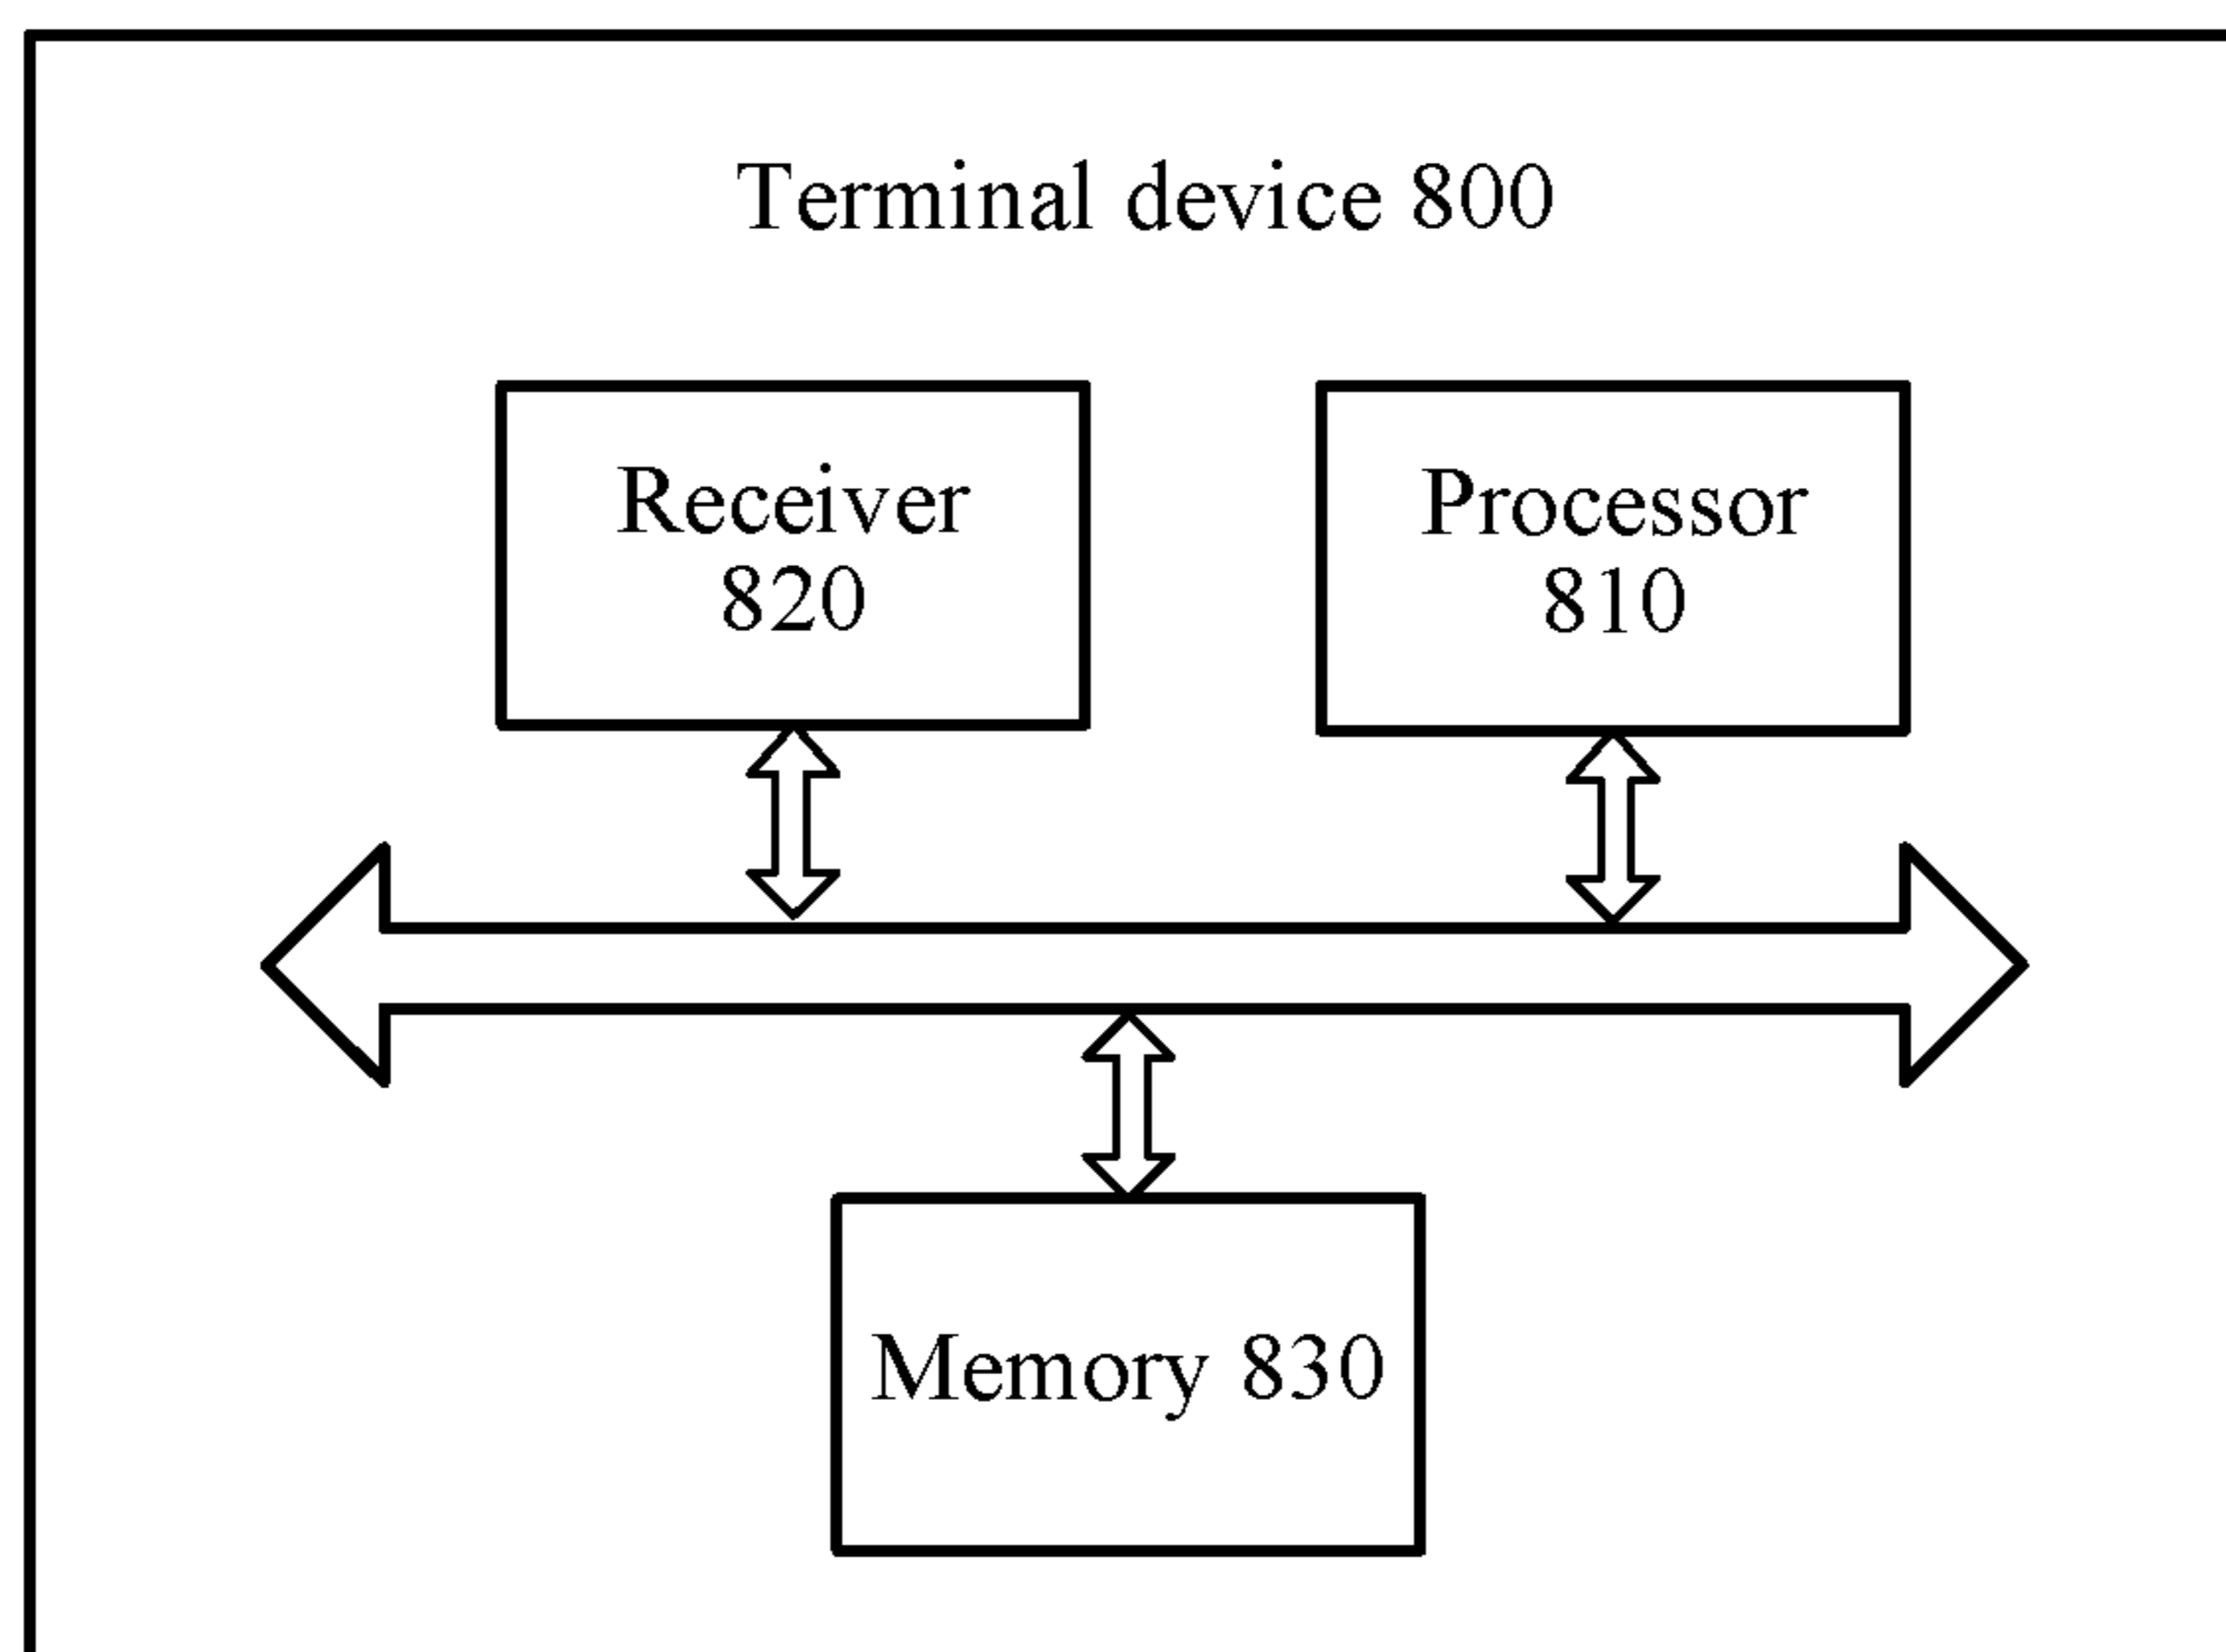 Terminal device 800
Receiver
820
Processor
810
Memory 830